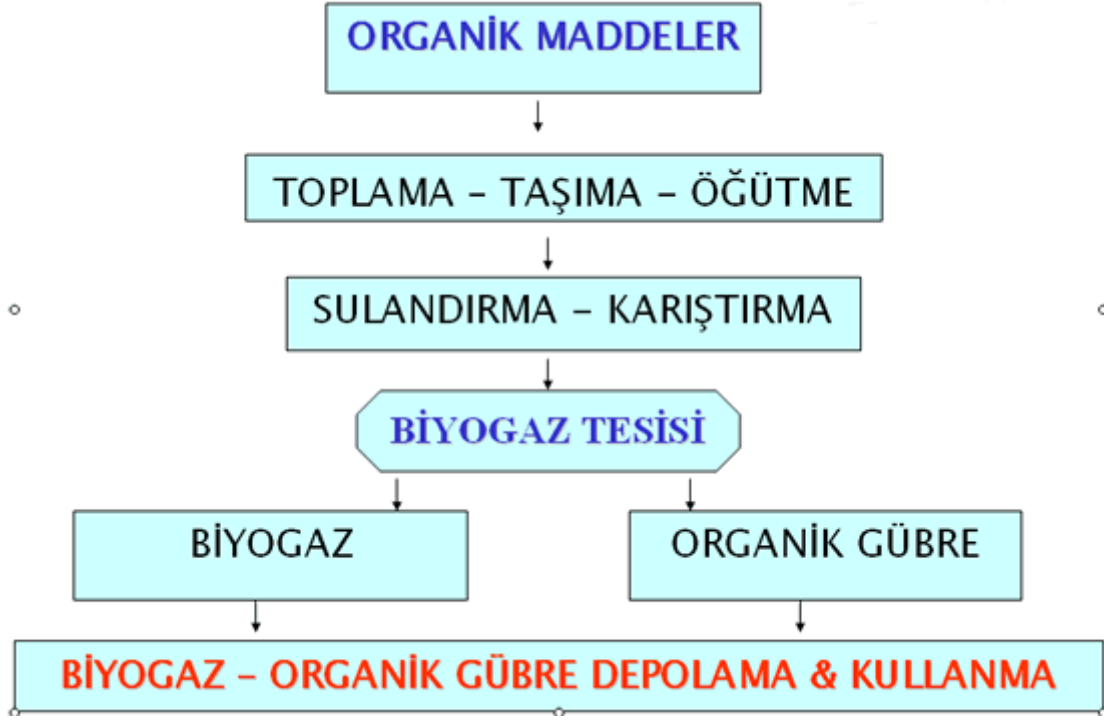 ORGANİK MADDELER
TOPLAMA – TAŞIMA – ÖĞÜTME
SULANDIRMA – KARIŞTIRMA
BİYOGAZ TESİSİ
BİYOGAZ
ORGANİK GÜBRE
BİYOGAZ – ORGANİK GÜBRE DEPOLAMA & KULLANMA